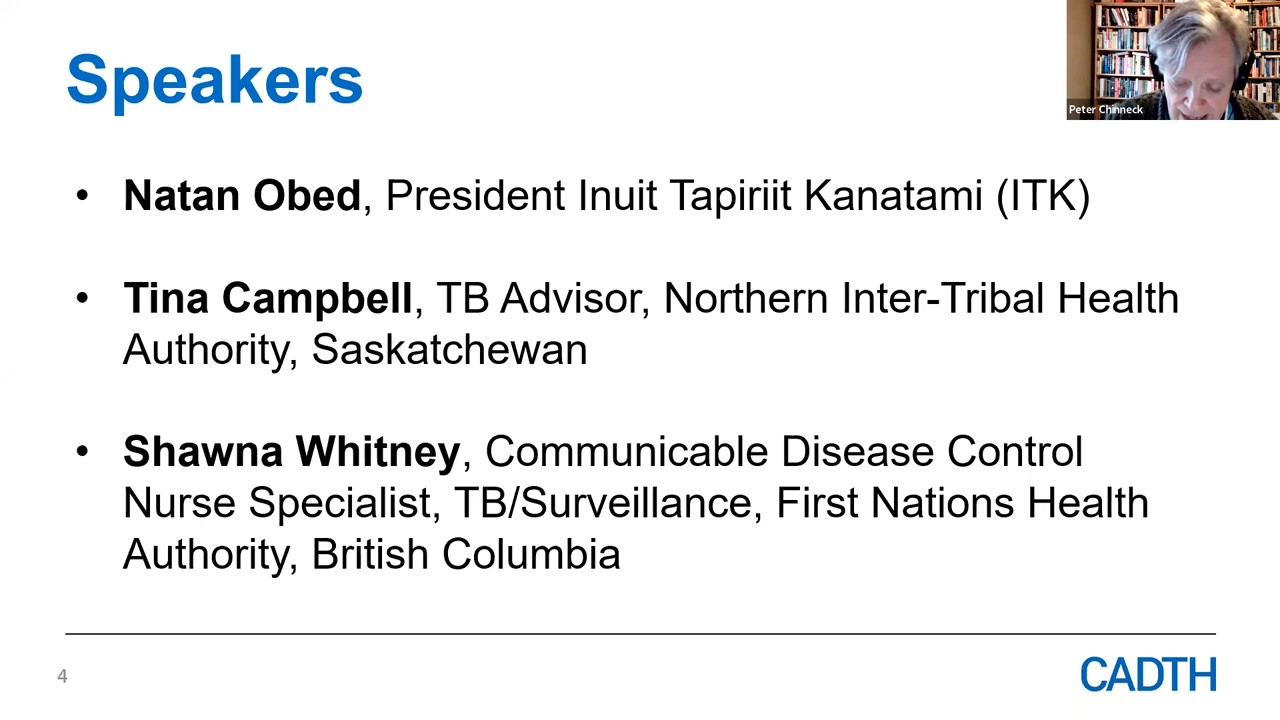 Speakers
Peter Chinneck
• Natan Obed, President Inuit Tapiriit Kanatami (ITK)
• Tina Campbell, TB Advisor, Northern Inter-Tribal Health
Authority, Saskatchewan
• Shawna Whitney, Communicable Disease Control
Nurse Specialist, TB/Surveillance, First Nations Health
Authority, British Columbia
4
CADTH